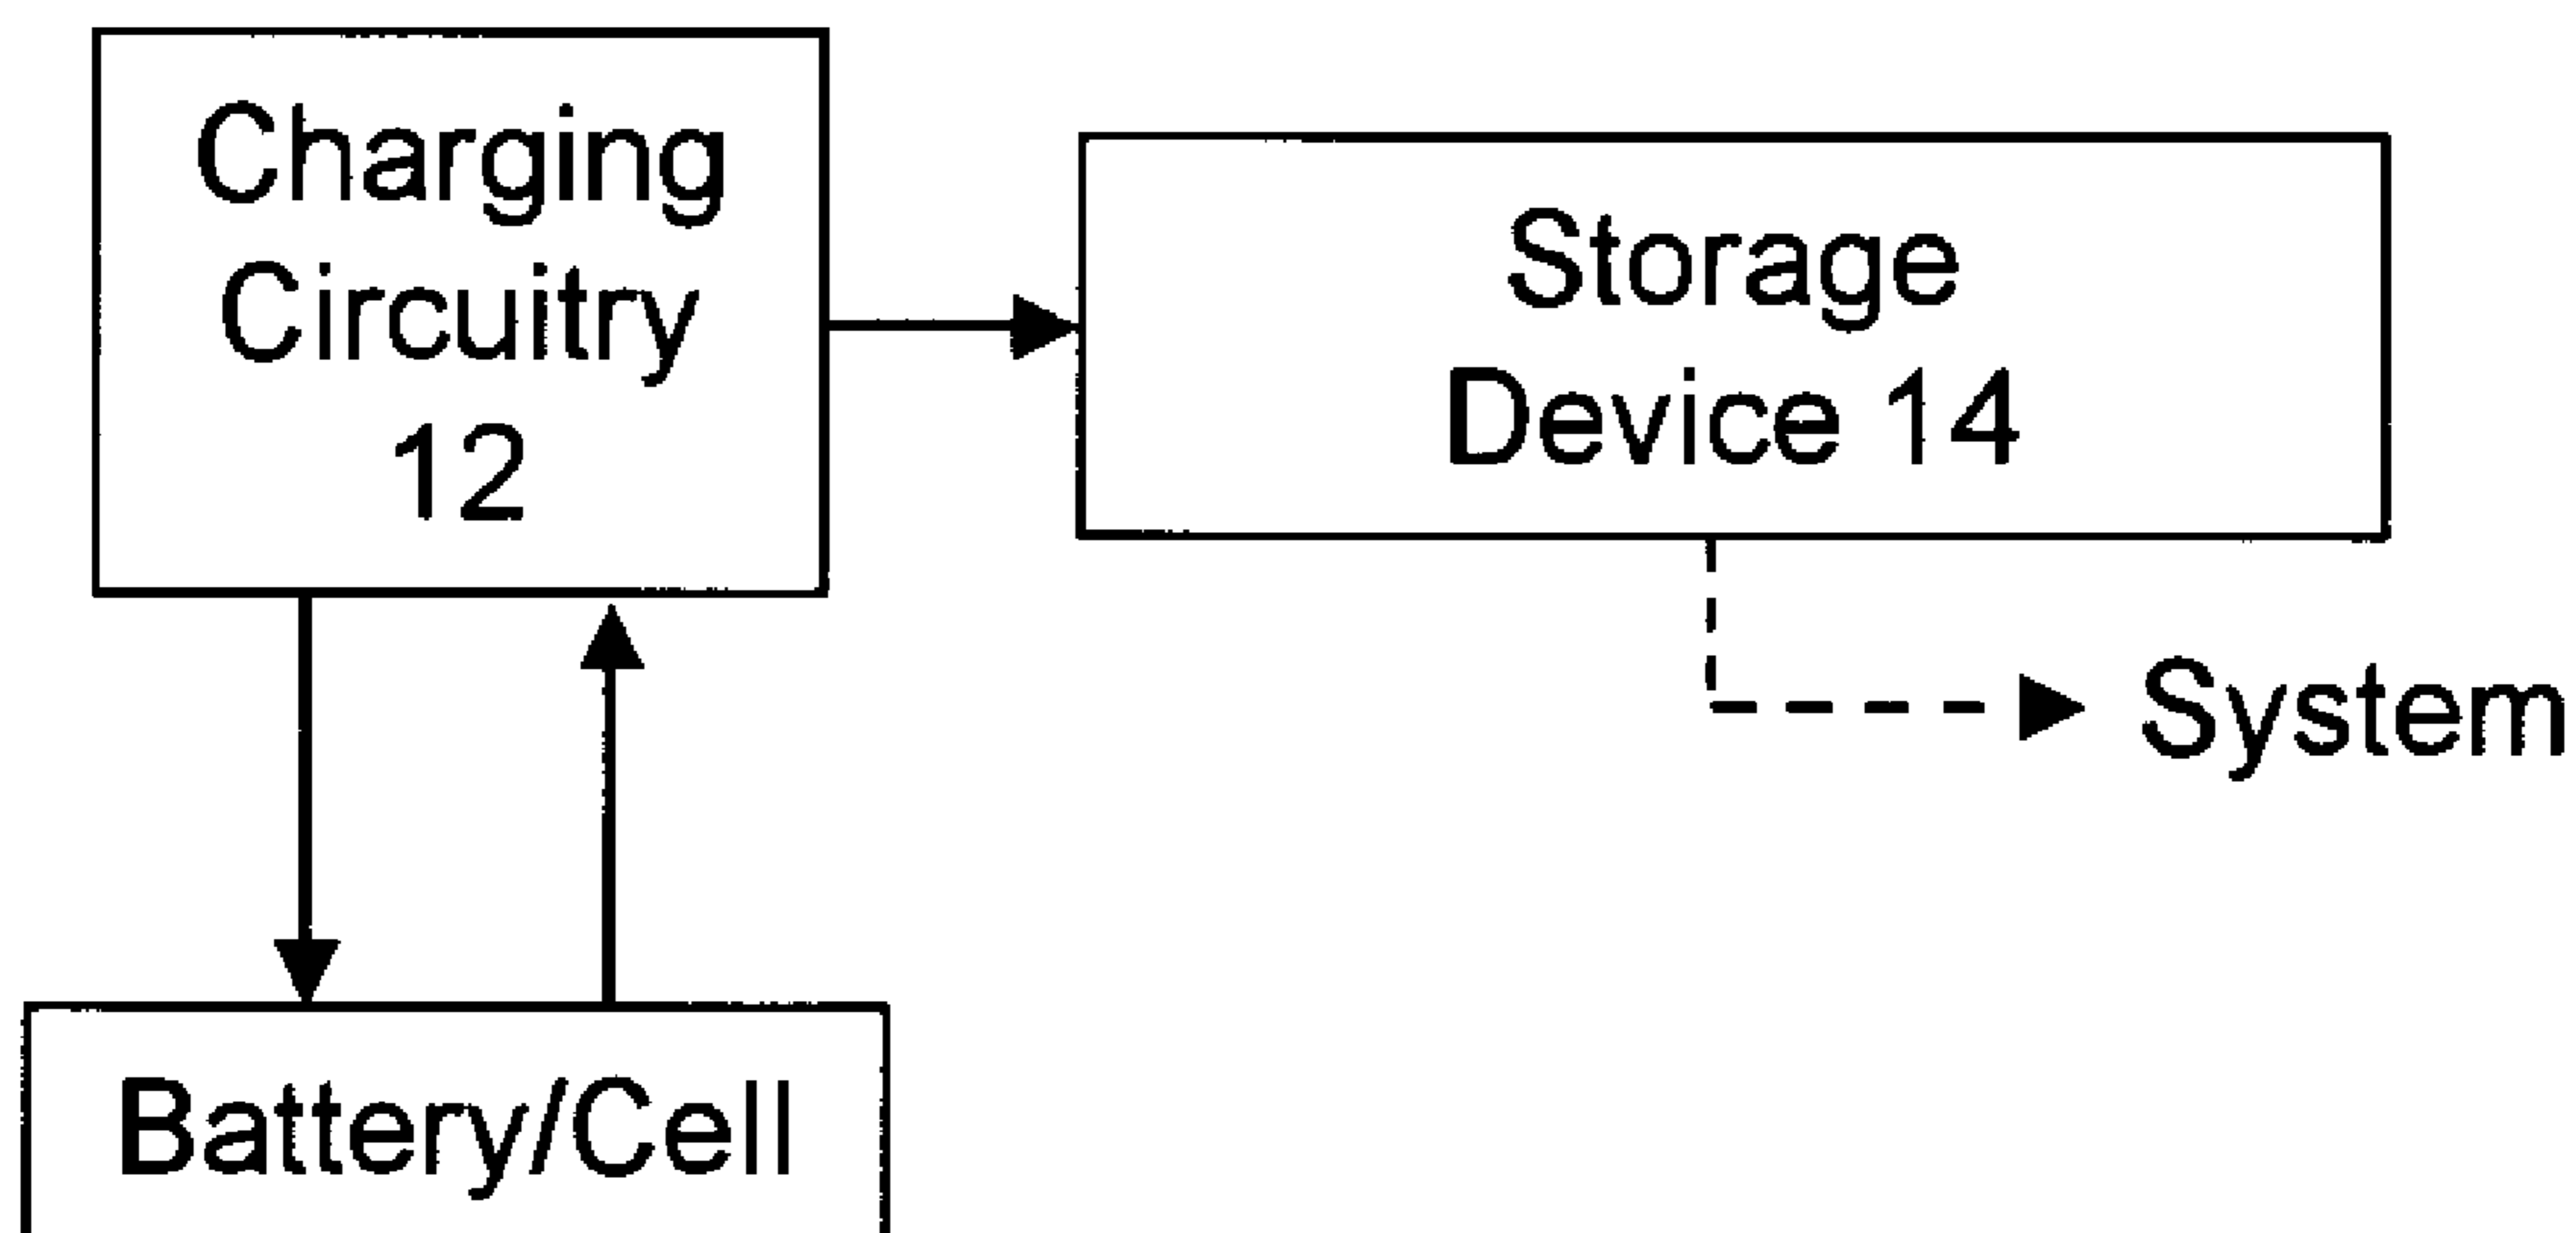 Charging
Circuitry
12
Storage
Device 14
System
Battery/Cell